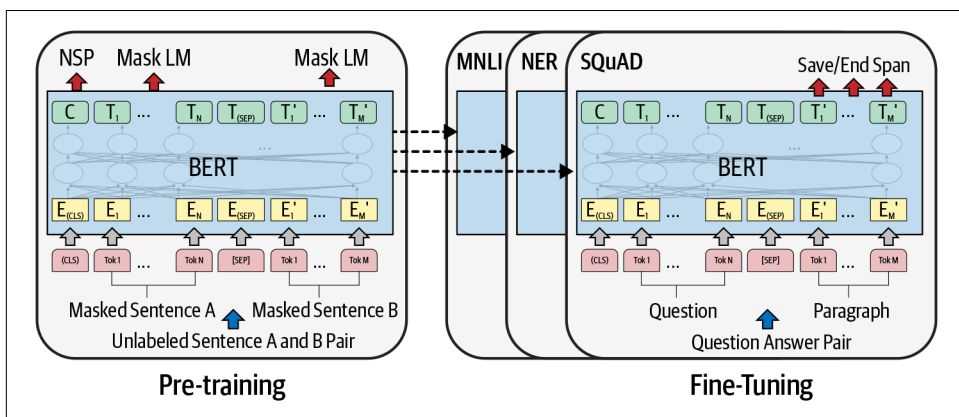 NSP Mask LM Mask LM
C T1 ... TN T(SEP) T1' ... TM'
...
BERT
E(CLS) E1 ... EN E(SEP) E1' ... EM'
(CLS) Tok 1 ... Tok N [SEP] Tok 1 ... Tok M
Masked Sentence A Masked Sentence B
Unlabeled Sentence A and B Pair
Pre-training
MNLI NER SQuAD
Save/End Span
C T1 ... TN T(SEP) T1' ... TM'
...
BERT
E(CLS) E1 ... EN E(SEP) E1' ... EM'
(CLS) Tok 1 ... Tok N [SEP] Tok 1 ... Tok M
Question Paragraph
Question Answer Pair
Fine-Tuning